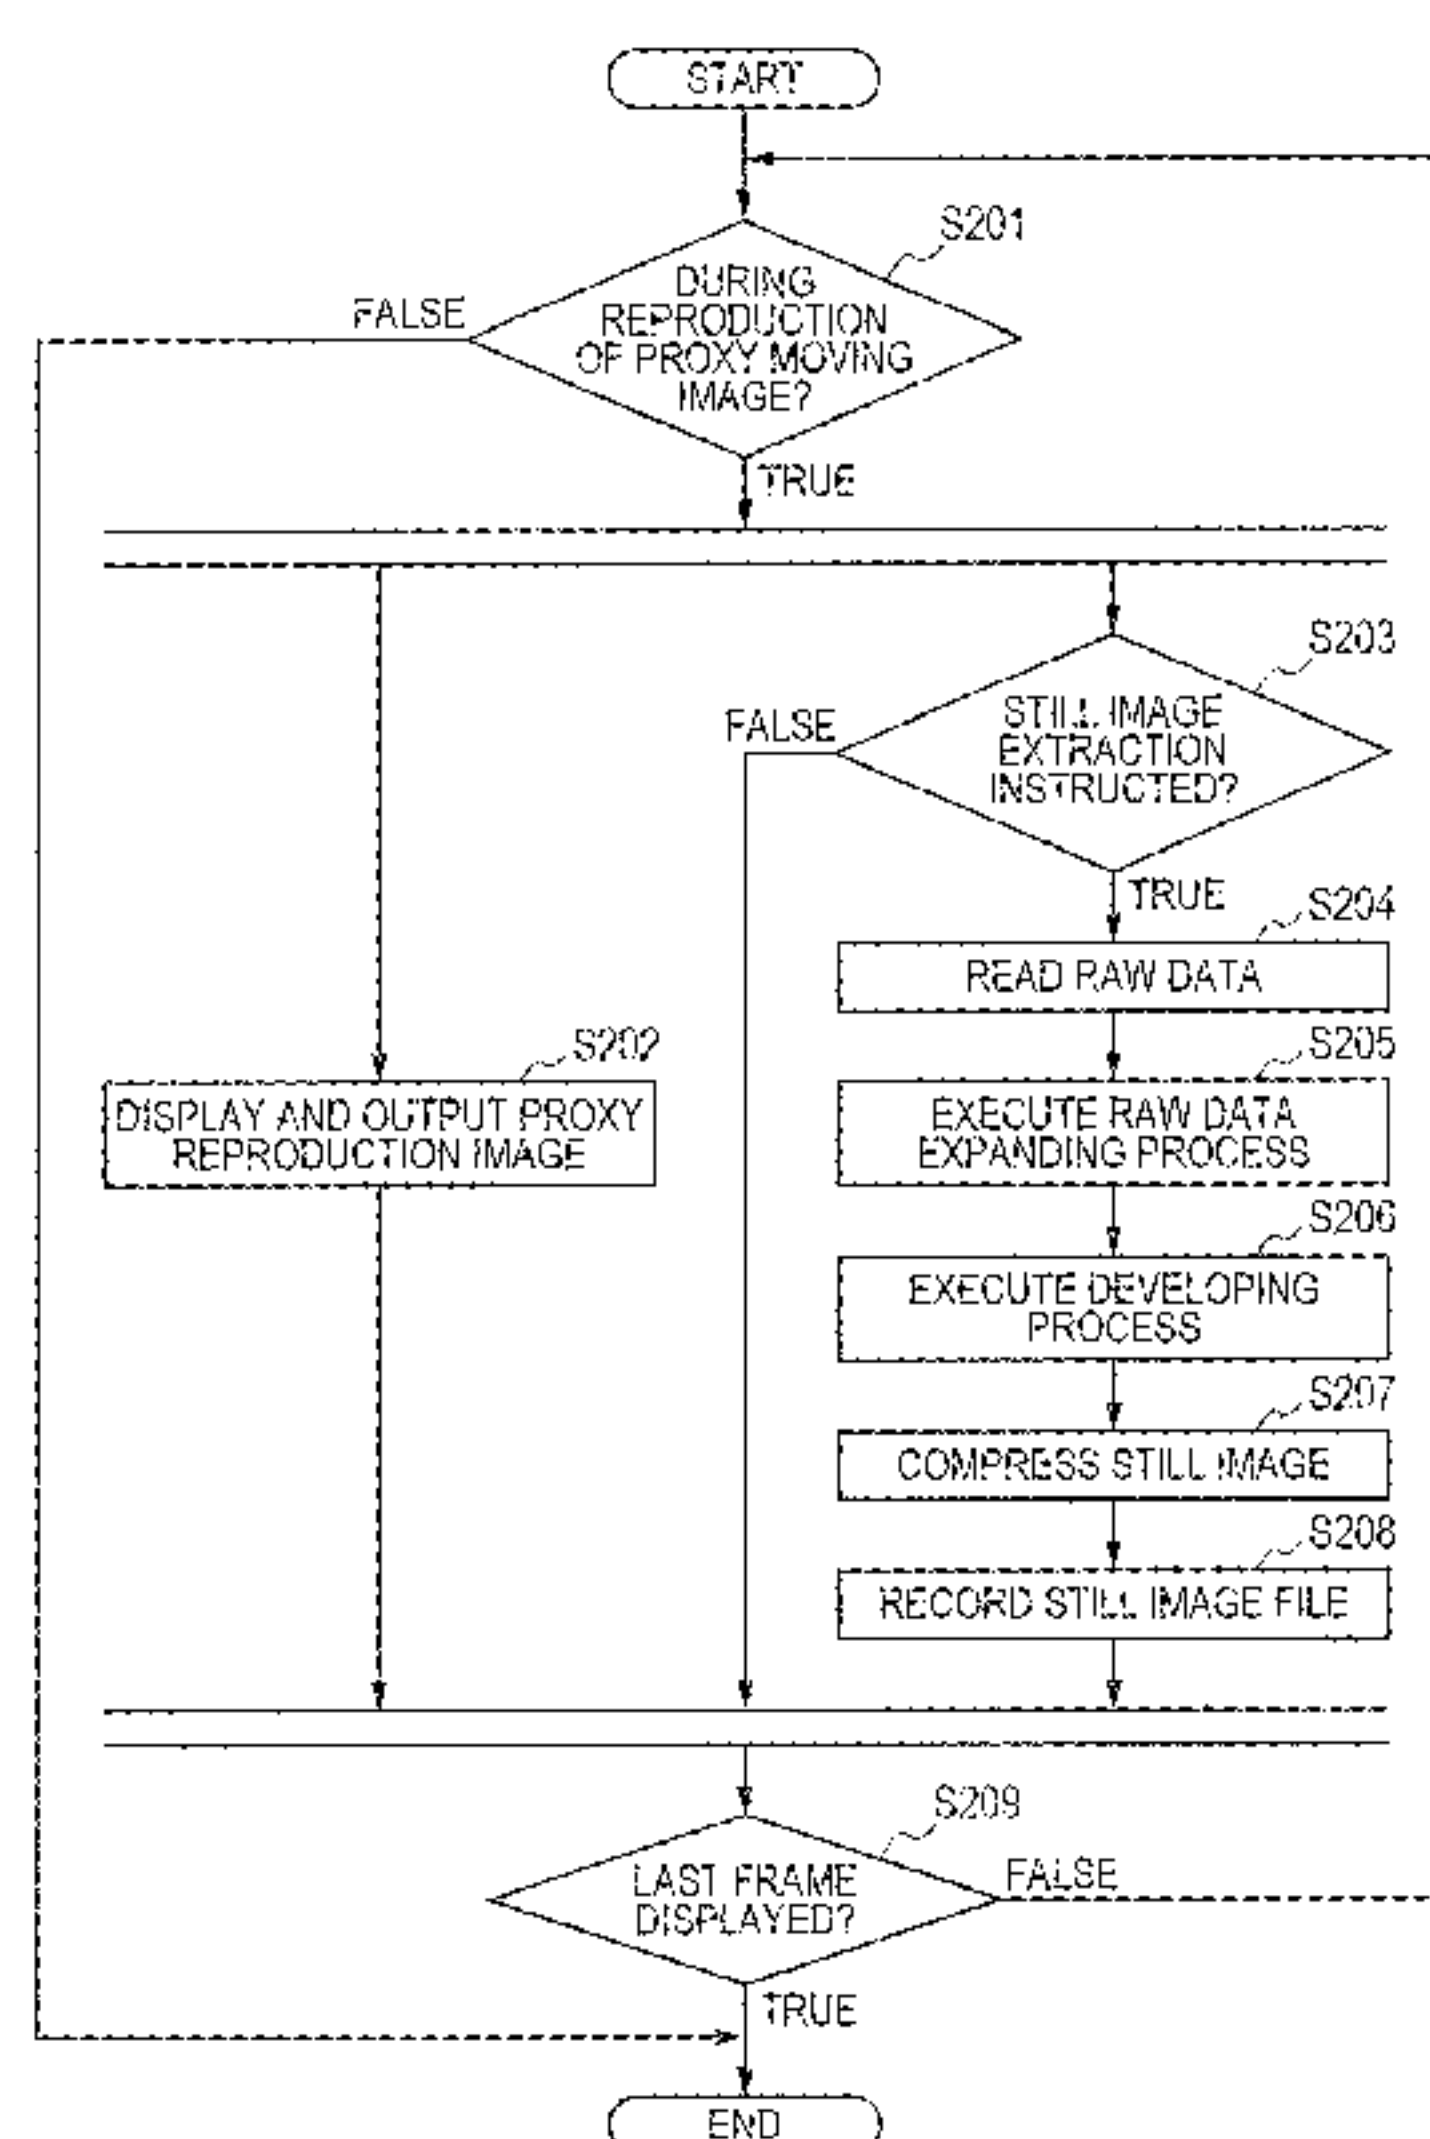 START
S201
DURING
REPRODUCTION
OF PROXY MOVING
IMAGE?
FALSE
TRUE
S203
STILL IMAGE
EXTRACTION
INSTRUCTED?
FALSE
TRUE
S204
READ RAW DATA
S202
DISPLAY AND OUTPUT PROXY
REPRODUCTION IMAGE
S205
EXECUTE RAW DATA
EXPANDING PROCESS
S206
EXECUTE DEVELOPING
PROCESS
S207
COMPRESS STILL IMAGE
S208
RECORD STILL IMAGE FILE
S209
LAST FRAME
DISPLAYED?
FALSE
TRUE
END